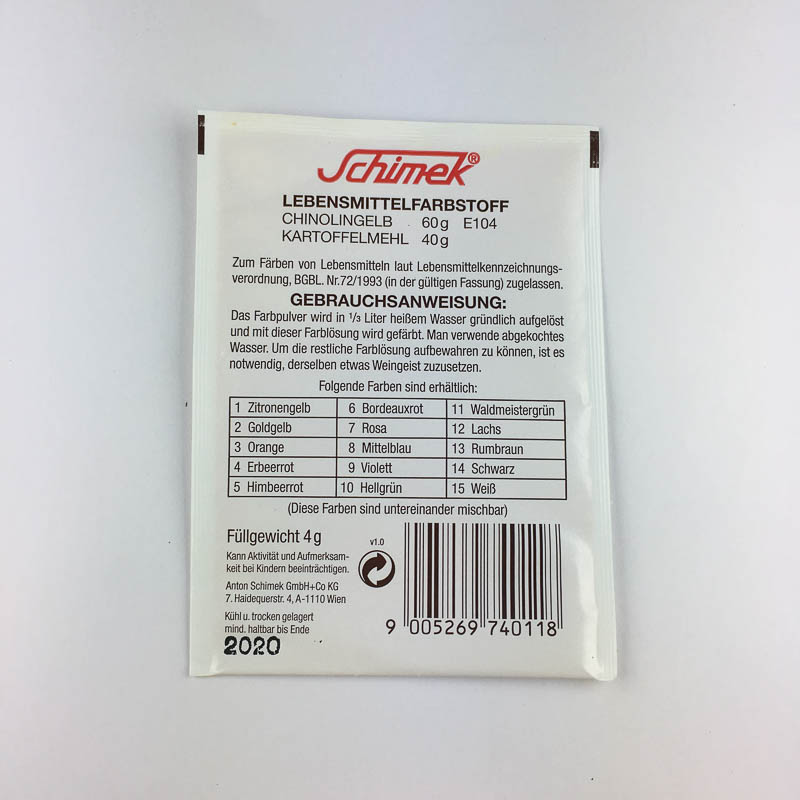 Schimek®
LEBENSMITTELFARBSTOFF
CHINOLINGELB 60g E104
KARTOFFELMEHL 40g
Zum Färben von Lebensmitteln laut Lebensmittelkennzeichnungs-
verordnung, BGBL. Nr.72/1993 (in der gültigen Fassung) zugelassen.
GEBRAUCHSANWEISUNG:
Das Farbpulver wird in 1/3 Liter heißem Wasser gründlich aufgelöst
und mit dieser Farblösung wird gefärbt. Man verwende abgekochtes
Wasser. Um die restliche Farblösung aufbewahren zu können, ist es
notwendig, derselben etwas Weingeist zuzusetzen.
Folgende Farben sind erhältlich:
1 Zitronengelb 6 Bordeauxrot 11 Waldmeistergrün
2 Goldgelb 7 Rosa 12 Lachs
3 Orange 8 Mittelblau 13 Rumbraun
4 Erbeerrot 9 Violett 14 Schwarz
5 Himbeerrot 10 Hellgrün 15 Weiß
(Diese Farben sind untereinander mischbar)
Füllgewicht 4g
v1.0
Kann Aktivität und Aufmerksam-
keit bei Kindern beeinträchtigen.
Anton Schimek GmbH+Co KG
7. Haidequerstr. 4, A-1110 Wien
Kühl u. trocken gelagert
mind. haltbar bis Ende
2020
9 005269 740118